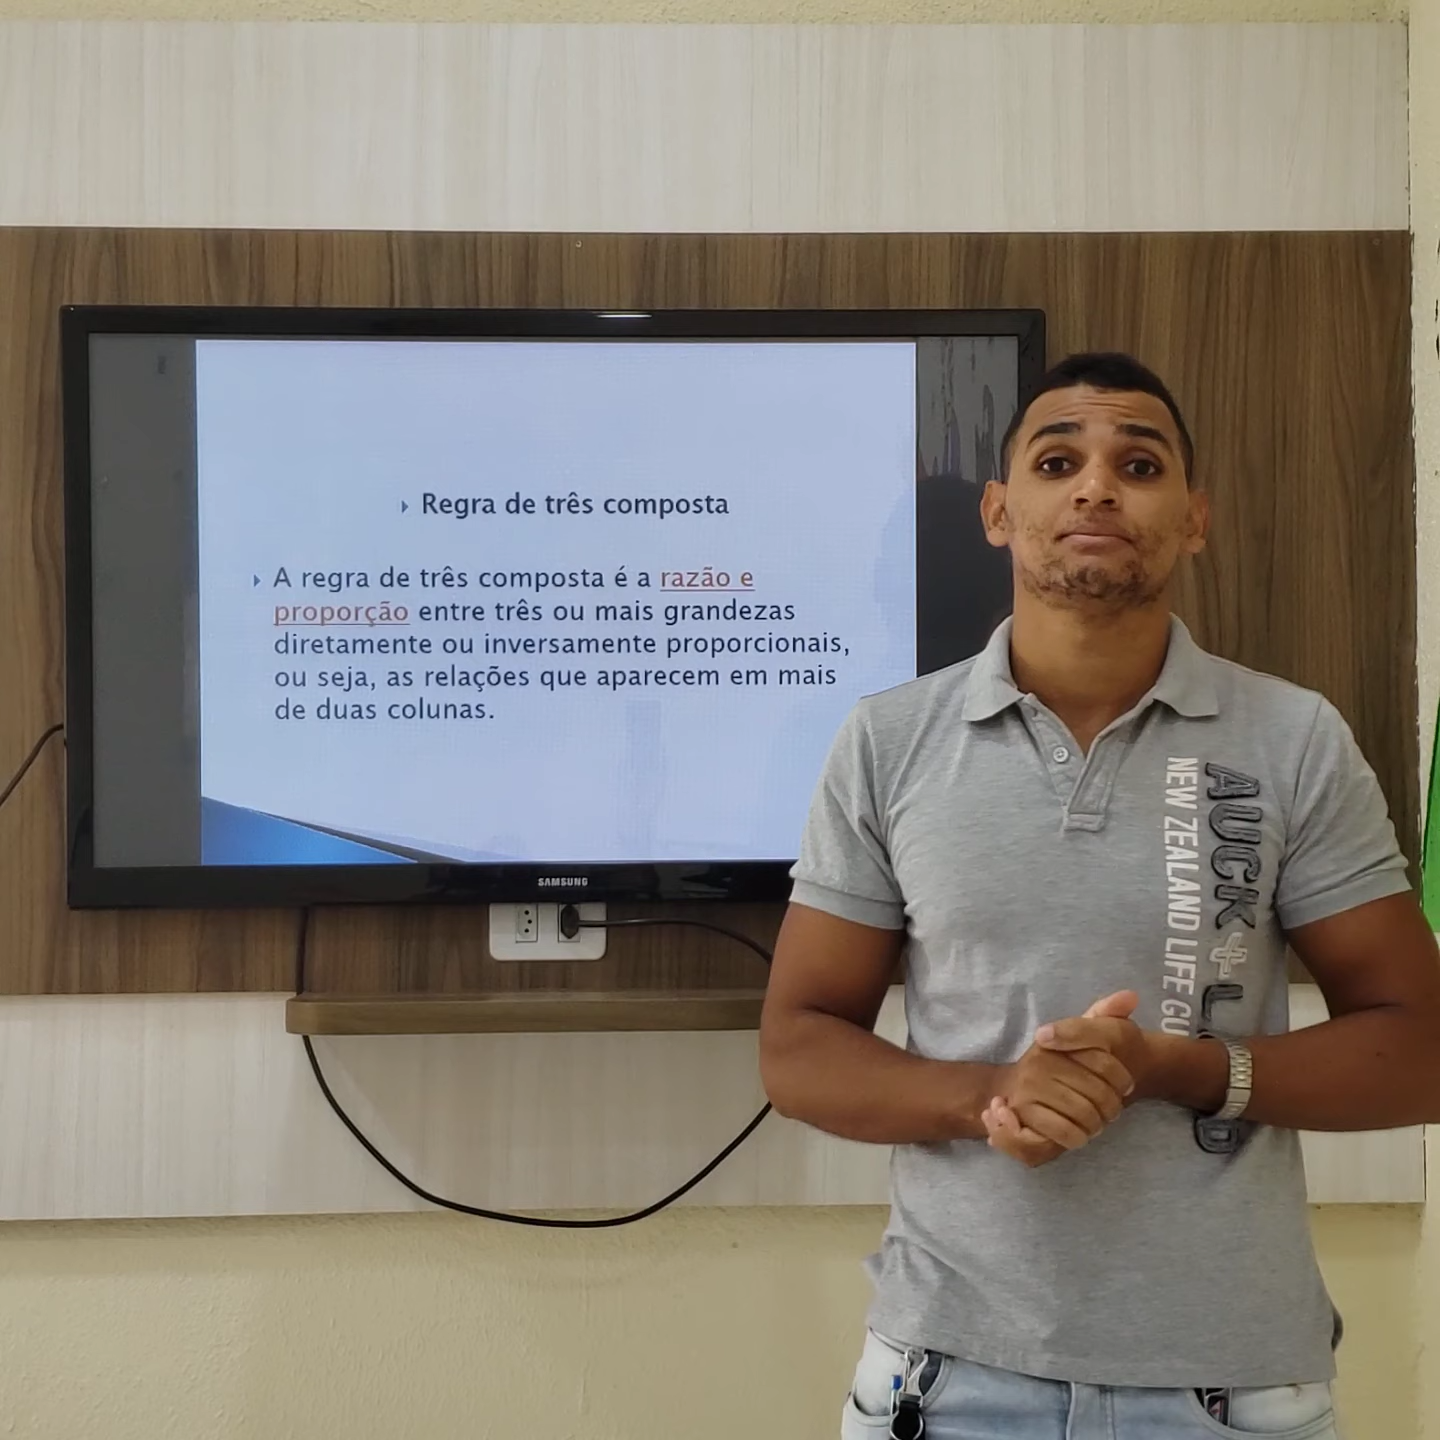 Regra de três composta
A regra de três composta é a razão e
proporção entre três ou mais grandezas
diretamente ou inversamente proporcionais,
ou seja, as relações que aparecem em mais
de duas colunas.
SAMSUNG
AUCK+L
NEW ZEALAND LIFE GU